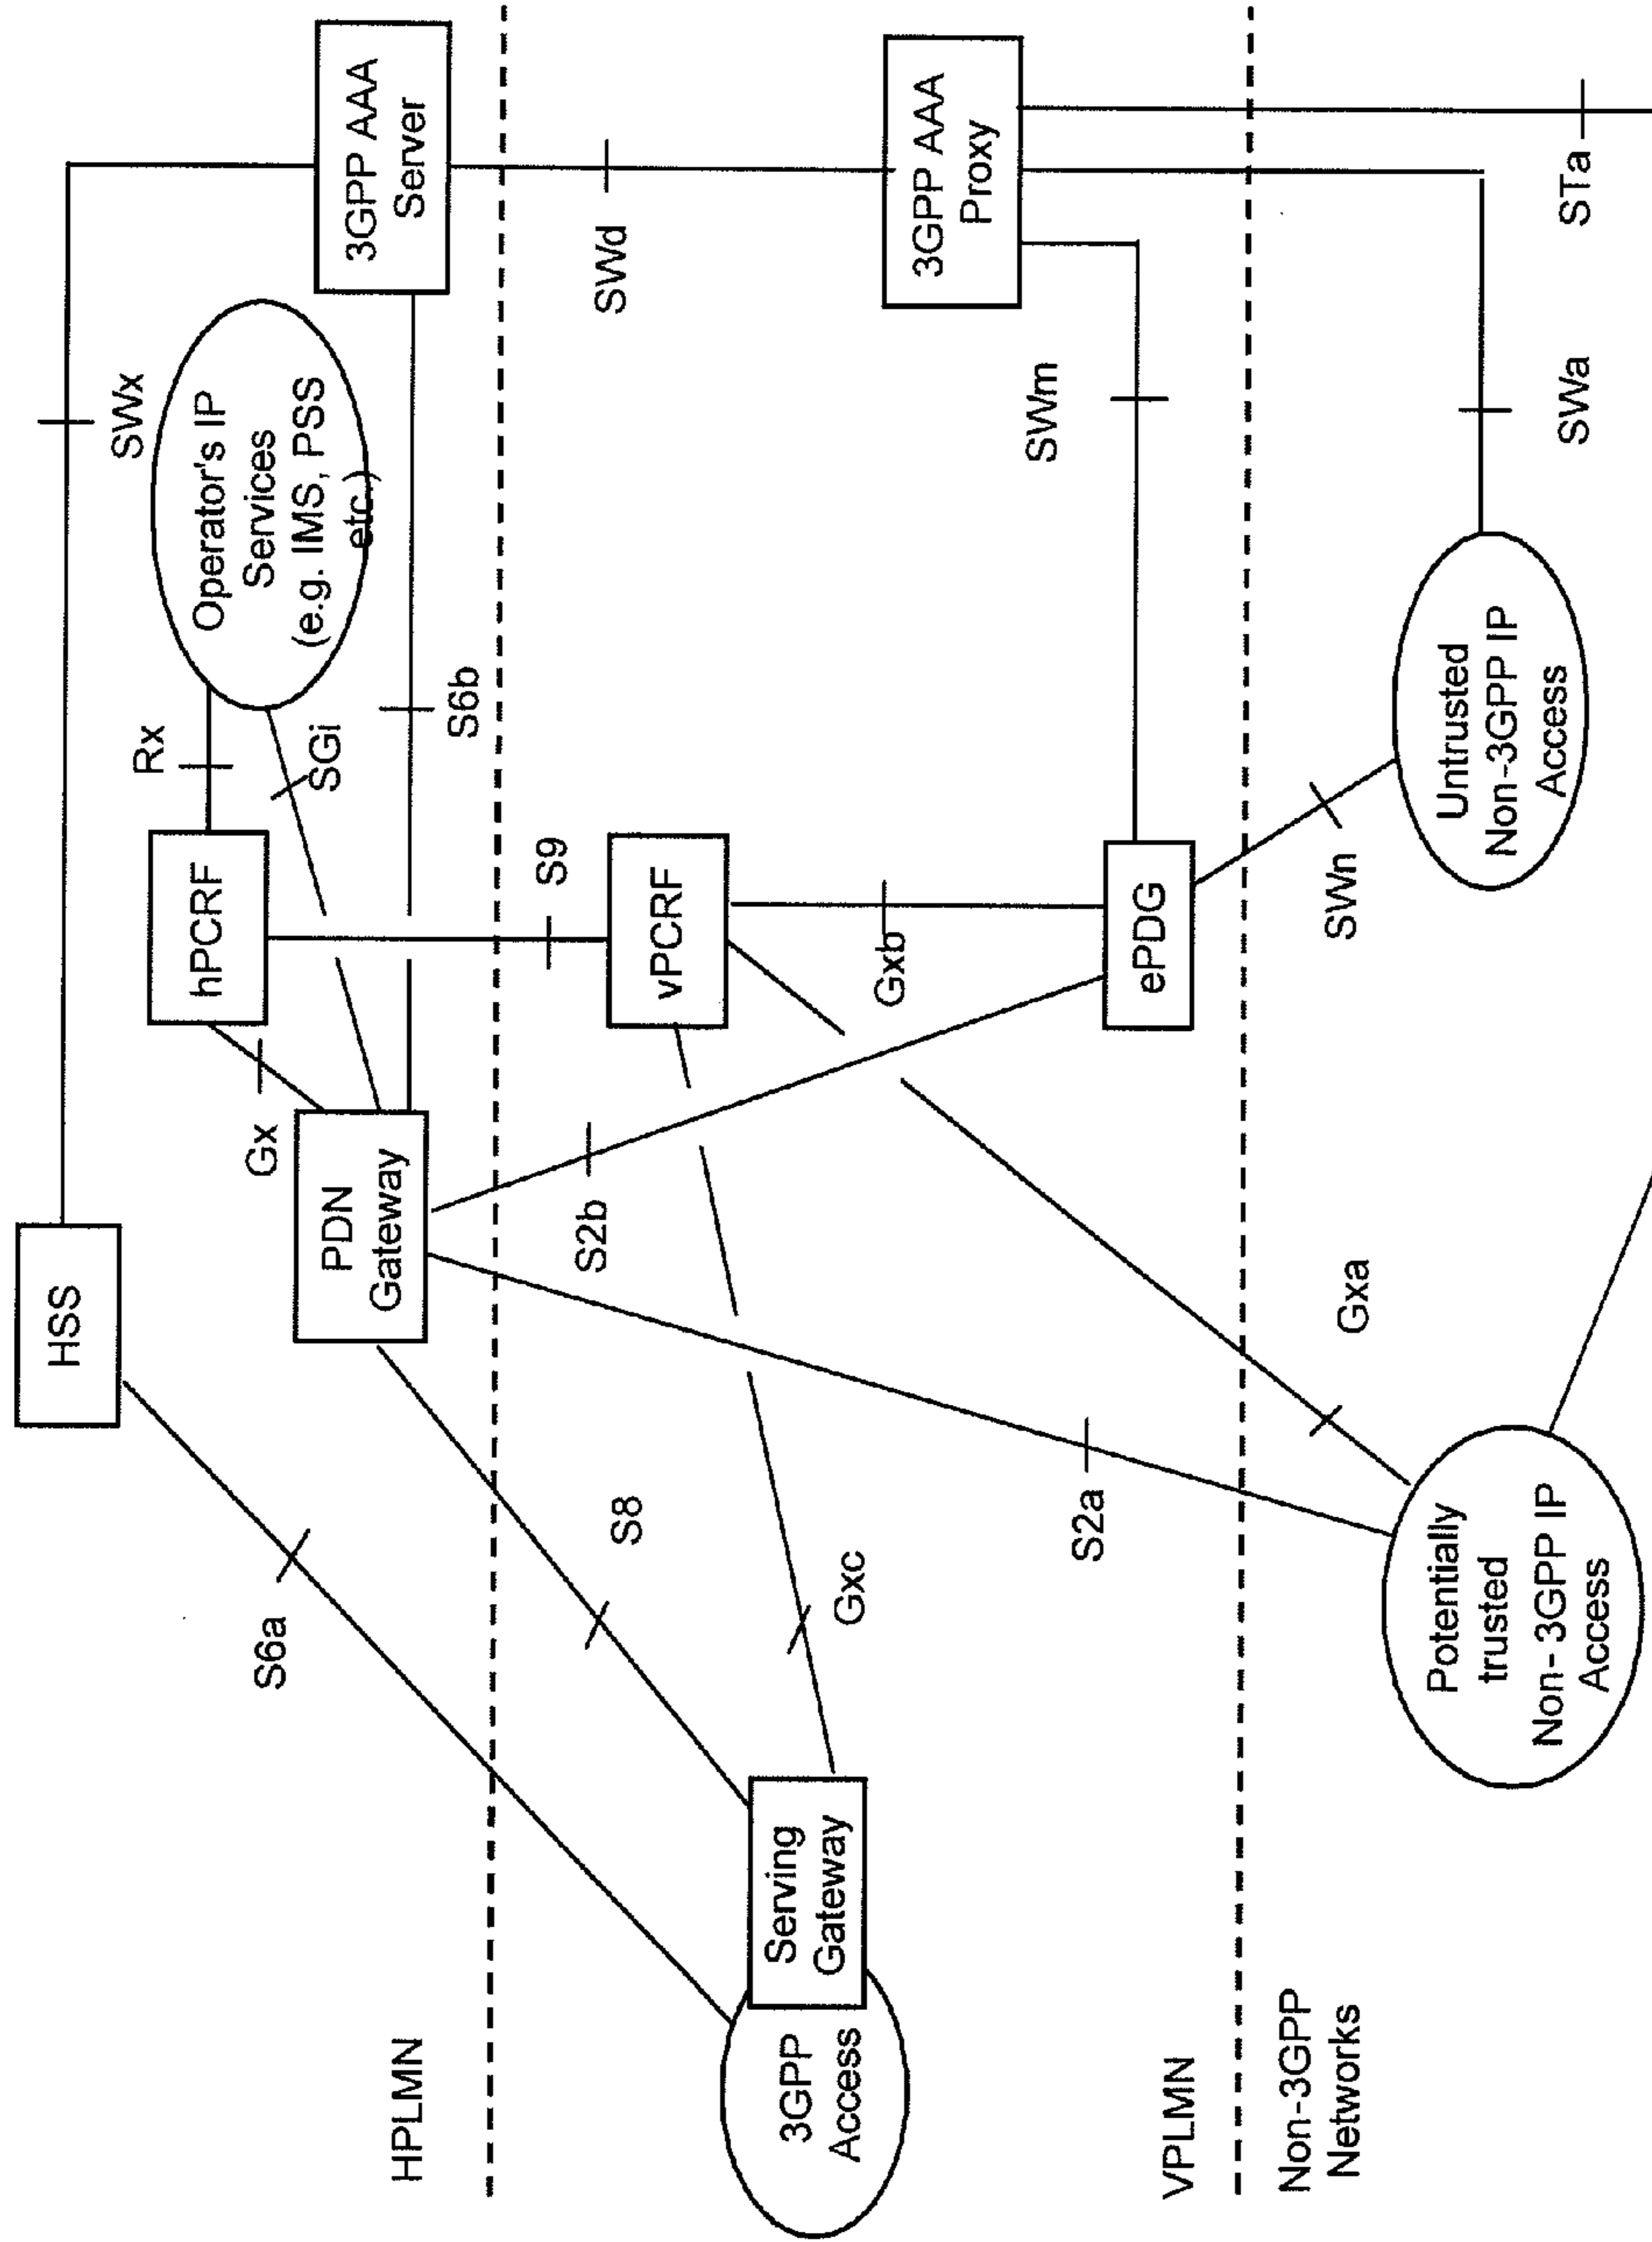 HSS
SWx
S6a
Gx
hPCRF
Rx
Operator's IP
Services
(e.g. IMS, PSS
etc.)
SGi
PDN
Gateway
S6b
3GPP AAA
Server
HPLMN
S8
S2b
S9
SWd
vPCRF
3GPP
Access
Serving
Gateway
Gxc
Gxb
3GPP AAA
Proxy
S2a
SWm
ePDG
VPLMN
Non-3GPP
Networks
Gxa
SWn
Potentially
trusted
Non-3GPP IP
Access
Untrusted
Non-3GPP IP
Access
SWa
STa